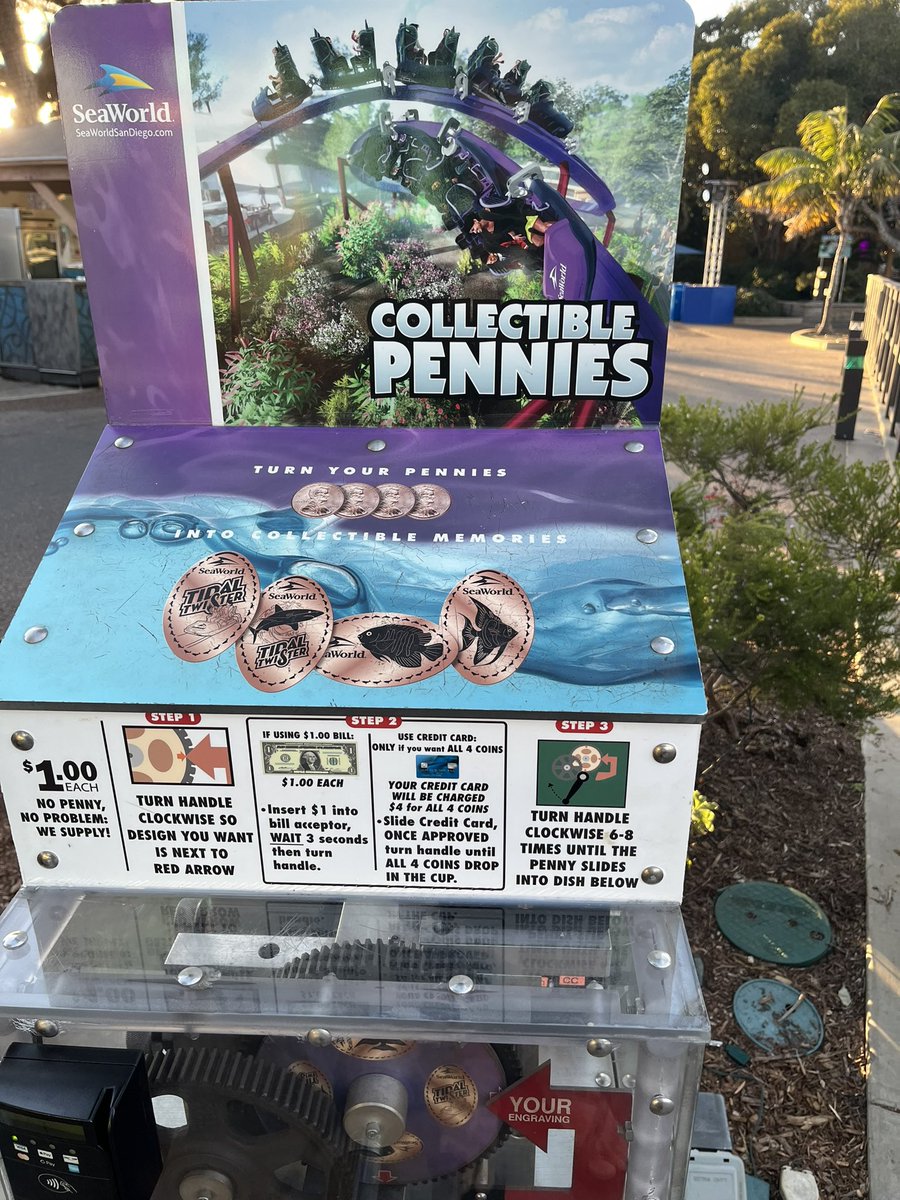 SeaWorld
SeaWorldSanDiego.com
SeaWorld
COLLECTIBLE
PENNIES
TURN YOUR PENNIES
INTO COLLECTIBLE MEMORIES
SeaWorld
TIDAL
TWISTER
SeaWorld
TIDAL
TWISTER
SeaWorld
SeaWorld
$1.00
EACH
NO PENNY,
NO PROBLEM:
WE SUPPLY!
STEP 1
TURN HANDLE
CLOCKWISE SO
DESIGN YOU WANT
IS NEXT TO
RED ARROW
STEP 2
IF USING $1.00 BILL:
$1.00 EACH
•Insert $1 into
bill acceptor,
WAIT 3 seconds
then turn
handle.
USE CREDIT CARD:
ONLY if you want ALL 4 COINS
YOUR CREDIT CARD
WILL BE CHARGED
$4 for ALL 4 COINS
•Slide Credit Card,
ONCE APPROVED
turn handle until
ALL 4 COINS DROP
IN THE CUP.
STEP 3
TURN HANDLE
CLOCKWISE 6-8
TIMES UNTIL THE
PENNY SLIDES
INTO DISH BELOW
CC
TIDAL
TWISTER
YOUR
ENGRAVING